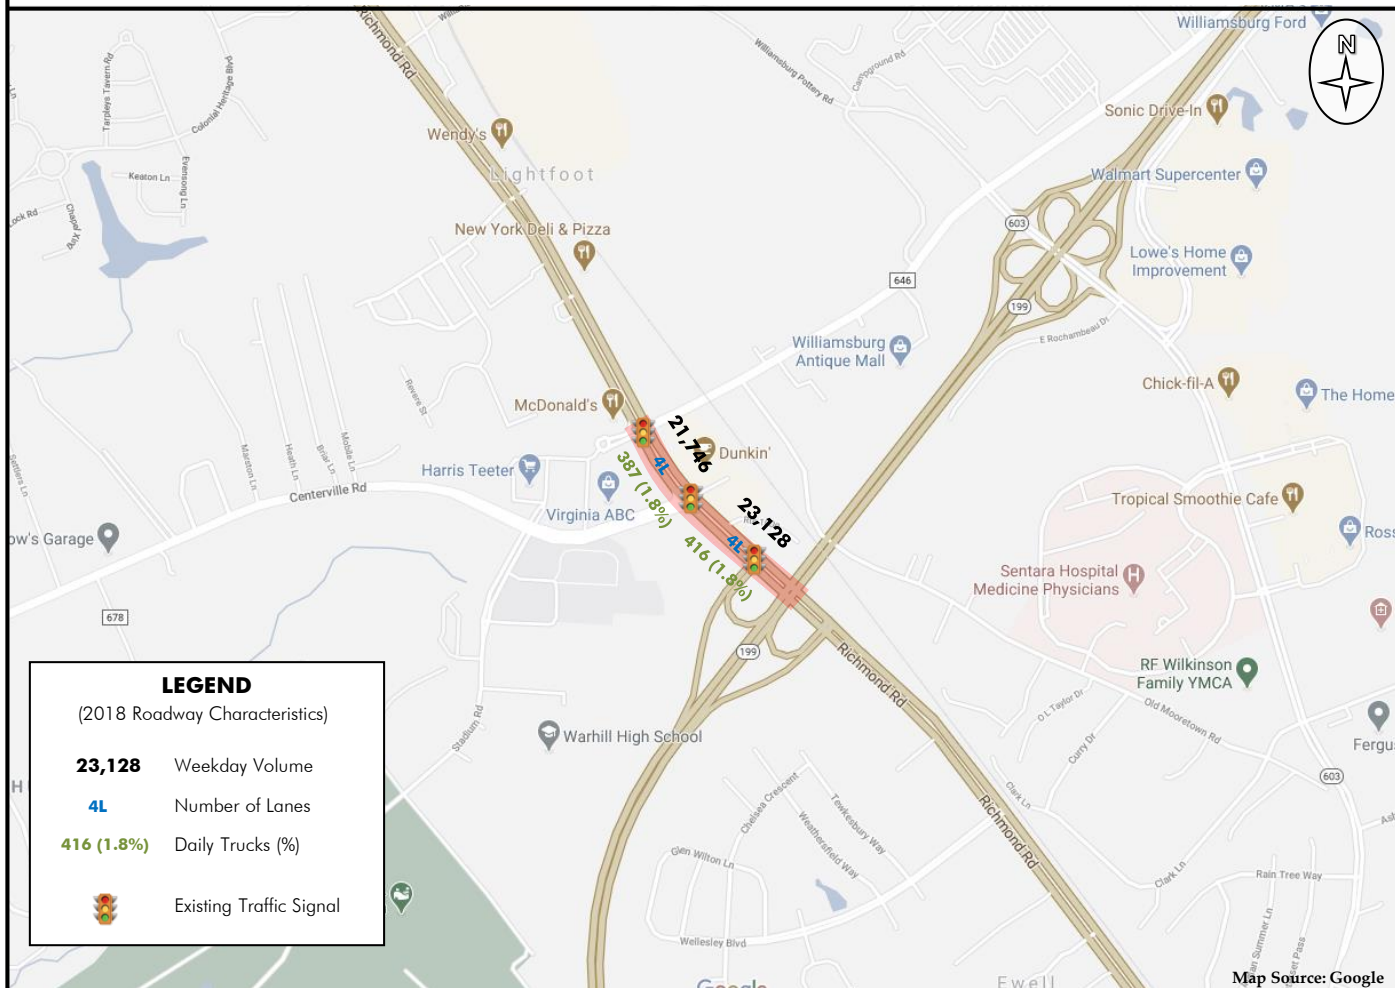 Williamsburg Ford
N
Richmond Rd
Williamsburg Pottery Rd
Campground Rd
Tarpleys Tavern Rd
Colonial Heritage Blvd
Sonic Drive-In
Wendy's
Lightfoot
Walmart Supercenter
Keaton Ln
Evensong Ln
603
New York Deli & Pizza
Lowe's Home
Improvement
646
199
E Rochambeau Dr
Williamsburg
Antique Mall
Chick-fil-A
The Home
Revere St
McDonald's
21,746
Dunkin'
4L
387 (1.8%)
Mobile Ln
Briar Ln
Heath Ln
Marston Ln
Settlers Ln
Harris Teeter
Centerville Rd
Virginia ABC
23,128
4L
416 (1.8%)
Tropical Smoothie Cafe
Ross
ow's Garage
Sentara Hospital
Medicine Physicians
678
199
Richmond Rd
RF Wilkinson
Family YMCA
O L Taylor Dr
Old Mooretown Rd
Curry Dr
Stadium Rd
Warhill High School
Fergu
603
LEGEND
(2018 Roadway Characteristics)
23,128 Weekday Volume
4L Number of Lanes
416 (1.8%) Daily Trucks (%)
Existing Traffic Signal
Chelsea Crescent
Tewkesbury Way
Weathersfield Way
Clark Ln
Richmond Rd
Glen Wilton Ln
Clark Ln
Rain Tree Way
Wellesley Blvd
Ewell
Google
Map Source: Google